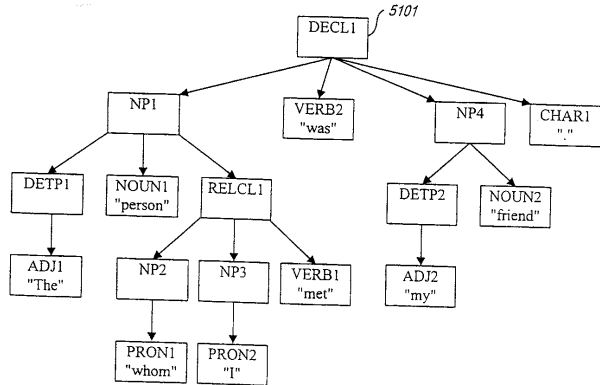 5101
DECL1
NP1
VERB2
"was"
NP4
CHAR1
"."
DETP1
NOUN1
"person"
RELCL1
DETP2
NOUN2
"friend"
ADJ1
"The"
NP2
NP3
VERB1
"met"
ADJ2
"my"
PRON1
"whom"
PRON2
"I"